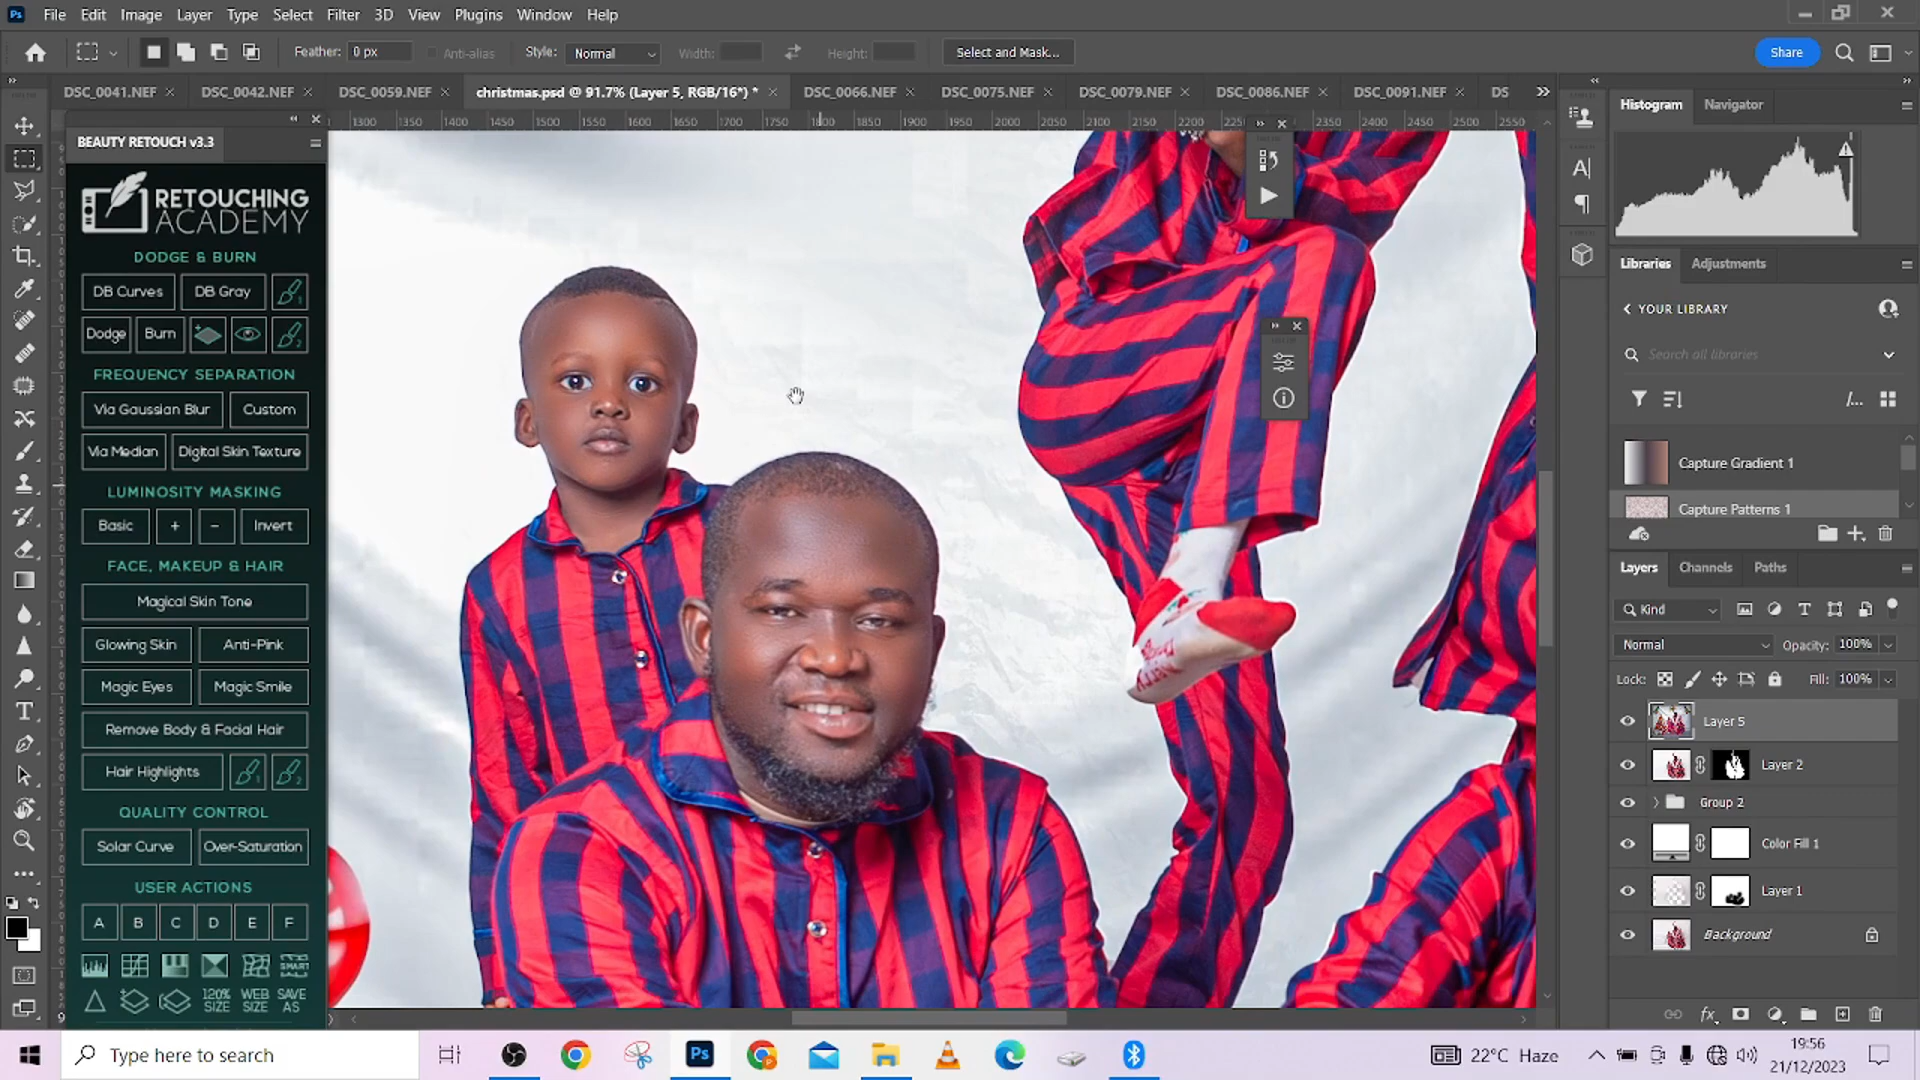 Ps File Edit Image Layer Type Select Filter 3D View Plugins Window Help
Feather: 0 px Anti-alias Style: Normal Width: Height: Select and Mask... Share
DSC_0041.NEF DSC_0042.NEF DSC_0059.NEF christmas.psd @ 91.7% (Layer 5, RGB/16*) * DSC_0066.NEF DSC_0075.NEF DSC_0079.NEF DSC_0086.NEF DSC_0091.NEF DS
1300 1400 1450 1500 1550 1600 1650 1700 1750 1800 1850 1900 1950 2000 2050 2100 2150 2200 2350 2400 2450 2500 2550
BEAUTY RETOUCH v3.3
RETOUCHING
ACADEMY
DODGE & BURN
DB Curves DB Gray 1
Dodge Burn 2
FREQUENCY SEPARATION
Via Gaussian Blur Custom
Via Median Digital Skin Texture
LUMINOSITY MASKING
Basic + − Invert
FACE, MAKEUP & HAIR
Magical Skin Tone
Glowing Skin Anti-Pink
Magic Eyes Magic Smile
Remove Body & Facial Hair
Hair Highlights 1 2
QUALITY CONTROL
Solar Curve Over-Saturation
USER ACTIONS
A B C D E F
SMART
120% SIZE WEB SIZE SAVE AS
Histogram Navigator
Libraries Adjustments
YOUR LIBRARY
Search all libraries
Capture Gradient 1
Capture Patterns 1
Layers Channels Paths
Kind
Normal Opacity: 100%
Lock: Fill: 100%
Layer 5
Layer 2
Group 2
Color Fill 1
Layer 1
Background
fx
Type here to search
Ps
22°C Haze
19:56
21/12/2023